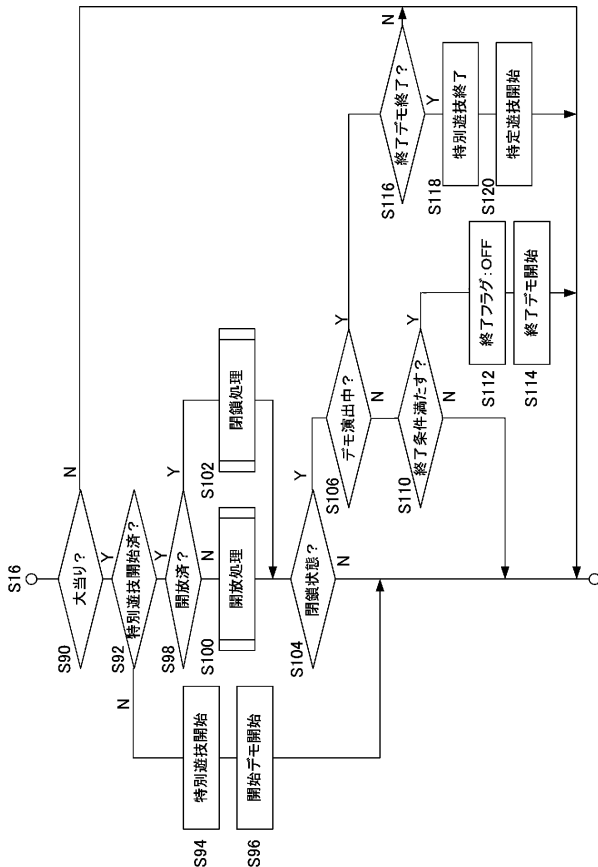 S16
S90
大当り?
N
Y
S92
特別遊技開始済?
N
Y
S94
特別遊技開始
S96
開始デモ開始
S98
開放済?
Y
N
S100
開放処理
S102
閉鎖処理
S104
閉鎖状態?
Y
N
S106
デモ演出中?
Y
N
S110
終了条件満たす?
Y
N
S112
終了フラグ:OFF
S114
終了デモ開始
S116
終了デモ終了?
N
Y
S118
特別遊技終了
S120
特定遊技開始